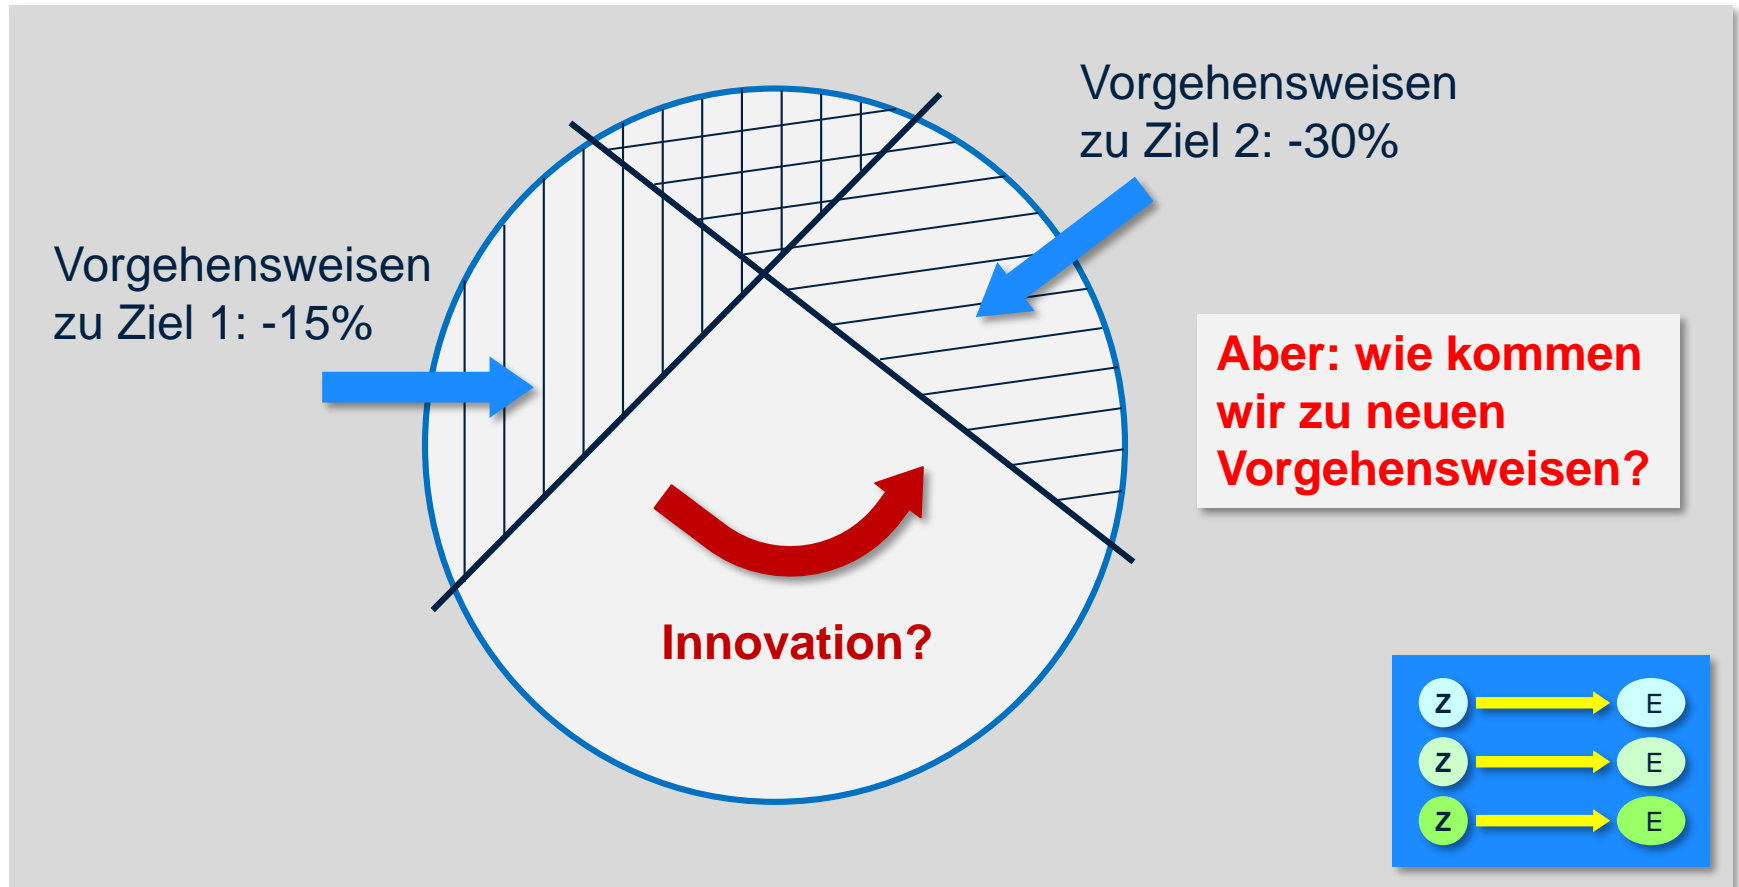 Vorgehensweisen
zu Ziel 2: -30%
Vorgehensweisen
zu Ziel 1: -15%
Aber: wie kommen
wir zu neuen
Vorgehensweisen?
Innovation?
Z E
Z E
Z E